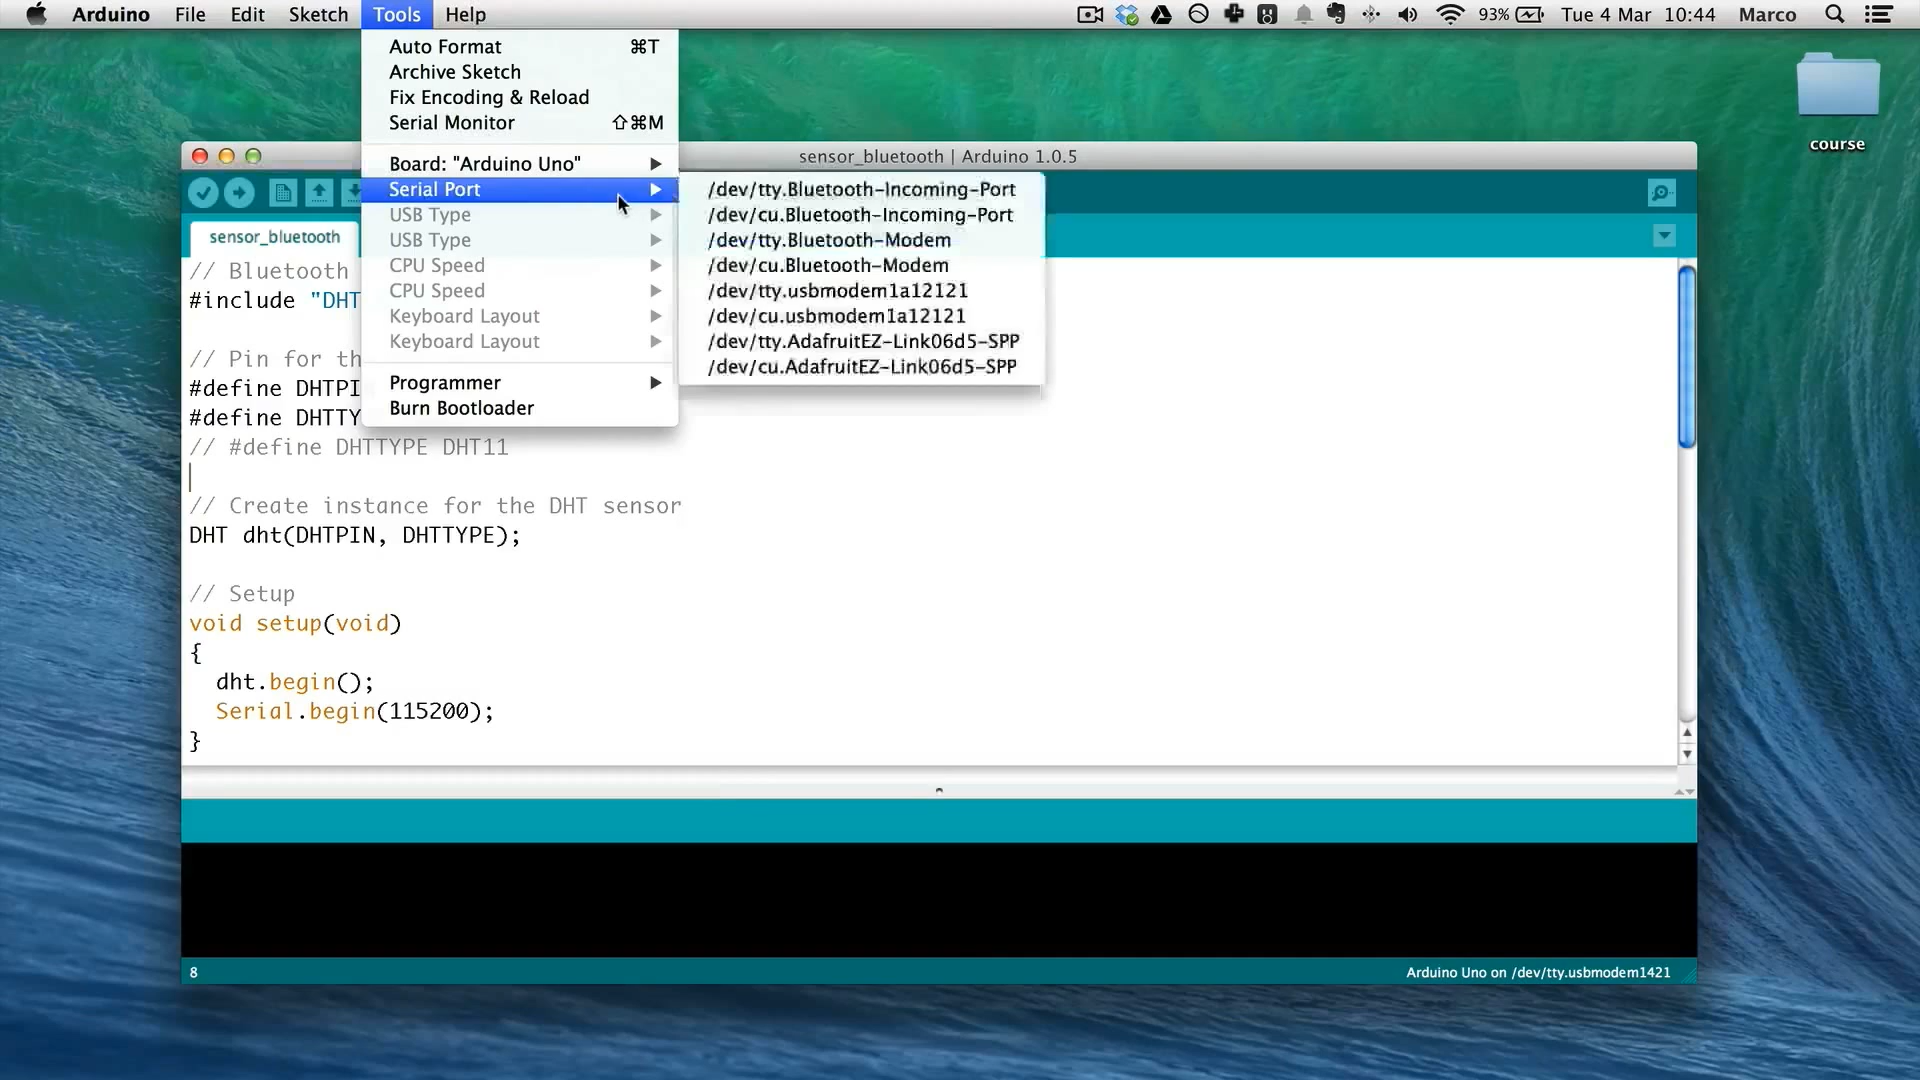 Arduino File Edit Sketch Tools Help 93% Tue 4 Mar 10:44 Marco
Auto Format ⌘T
Archive Sketch
Fix Encoding & Reload
Serial Monitor ⇧⌘M
Board: "Arduino Uno"
Serial Port
USB Type
USB Type
CPU Speed
CPU Speed
Keyboard Layout
Keyboard Layout
Programmer
Burn Bootloader
/dev/tty.Bluetooth-Incoming-Port
/dev/cu.Bluetooth-Incoming-Port
/dev/tty.Bluetooth-Modem
/dev/cu.Bluetooth-Modem
/dev/tty.usbmodem1a12121
/dev/cu.usbmodem1a12121
/dev/tty.AdafruitEZ-Link06d5-SPP
/dev/cu.AdafruitEZ-Link06d5-SPP
course
sensor_bluetooth | Arduino 1.0.5
sensor_bluetooth
// Bluetooth
#include "DHT
// Pin for th
#define DHTPI
#define DHTTY
// #define DHTTYPE DHT11
// Create instance for the DHT sensor
DHT dht(DHTPIN, DHTTYPE);
// Setup
void setup(void)
{
dht.begin();
Serial.begin(115200);
}
8
Arduino Uno on /dev/tty.usbmodem1421